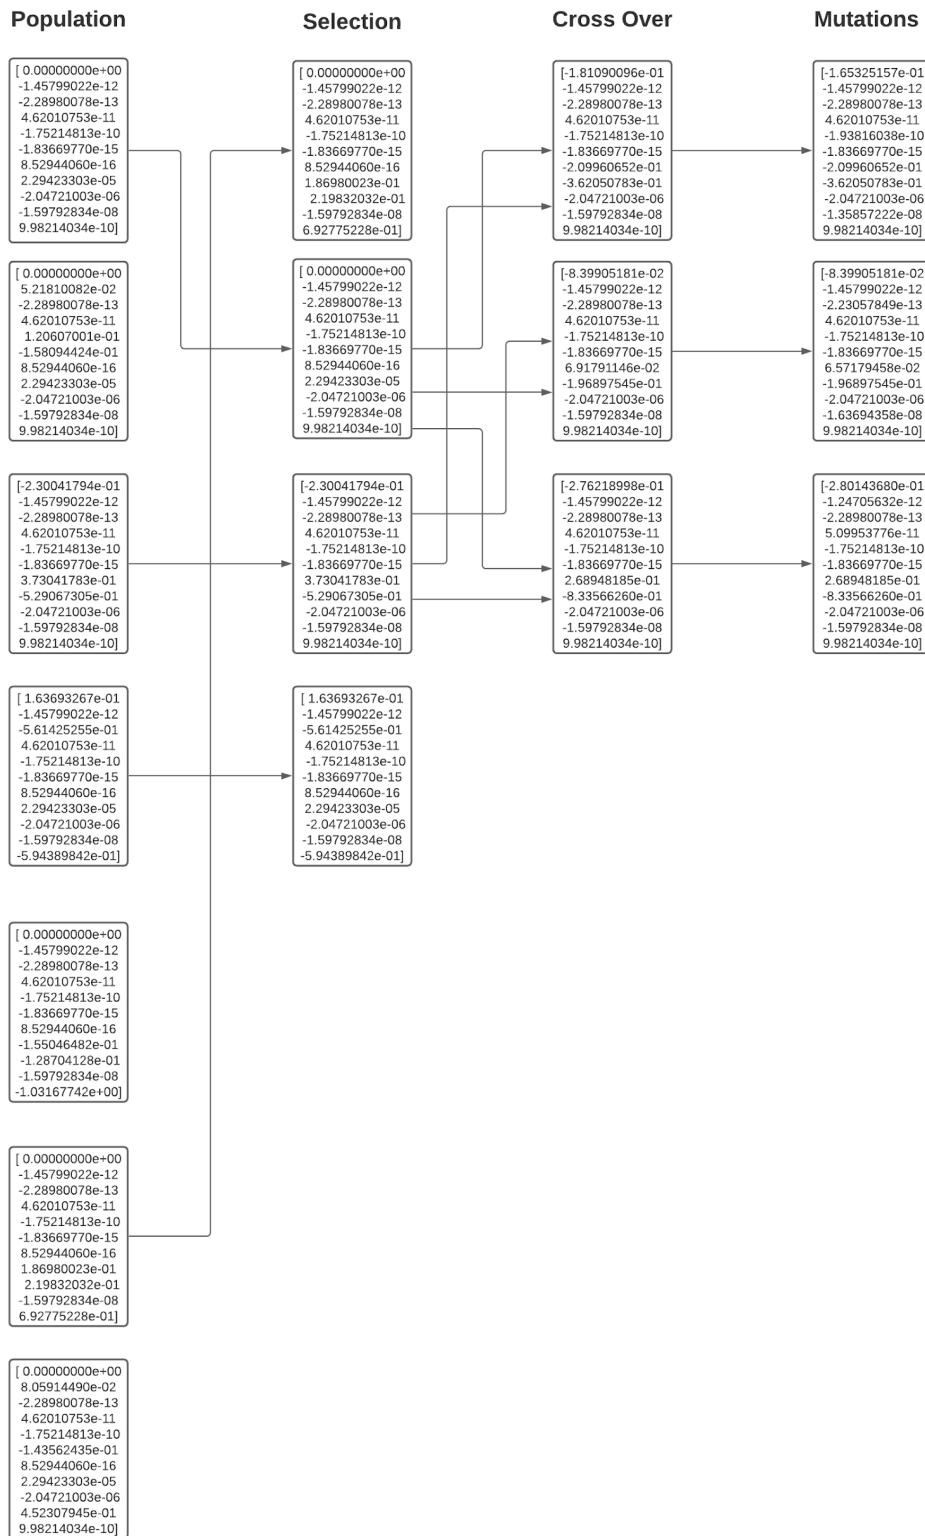 Population
[ 0.00000000e+00
-1.45799022e-12
-2.28980078e-13
4.62010753e-11
-1.75214813e-10
-1.83669770e-15
8.52944060e-16
2.29423303e-05
-2.04721003e-06
-1.59792834e-08
9.98214034e-10]
[ 0.00000000e+00
5.21810082e-02
-2.28980078e-13
4.62010753e-11
1.20607001e-01
-1.58094424e-01
8.52944060e-16
2.29423303e-05
-2.04721003e-06
-1.59792834e-08
9.98214034e-10]
[-2.30041794e-01
-1.45799022e-12
-2.28980078e-13
4.62010753e-11
-1.75214813e-10
-1.83669770e-15
3.73041783e-01
-5.29067305e-01
-2.04721003e-06
-1.59792834e-08
9.98214034e-10]
[ 1.63693267e-01
-1.45799022e-12
-5.61425255e-01
4.62010753e-11
-1.75214813e-10
-1.83669770e-15
8.52944060e-16
2.29423303e-05
-2.04721003e-06
-1.59792834e-08
-5.94389842e-01]
[ 0.00000000e+00
-1.45799022e-12
-2.28980078e-13
4.62010753e-11
-1.75214813e-10
-1.83669770e-15
8.52944060e-16
-1.55046482e-01
-1.28704128e-01
-1.59792834e-08
-1.03167742e+00]
[ 0.00000000e+00
-1.45799022e-12
-2.28980078e-13
4.62010753e-11
-1.75214813e-10
-1.83669770e-15
8.52944060e-16
1.86980023e-01
2.19832032e-01
-1.59792834e-08
6.92775228e-01]
[ 0.00000000e+00
8.05914490e-02
-2.28980078e-13
4.62010753e-11
-1.75214813e-10
-1.43562435e-01
8.52944060e-16
2.29423303e-05
-2.04721003e-06
4.52307945e-01
9.98214034e-10]
Selection
[ 0.00000000e+00
-1.45799022e-12
-2.28980078e-13
4.62010753e-11
-1.75214813e-10
-1.83669770e-15
8.52944060e-16
1.86980023e-01
2.19832032e-01
-1.59792834e-08
6.92775228e-01]
[ 0.00000000e+00
-1.45799022e-12
-2.28980078e-13
4.62010753e-11
-1.75214813e-10
-1.83669770e-15
8.52944060e-16
2.29423303e-05
-2.04721003e-06
-1.59792834e-08
9.98214034e-10]
[-2.30041794e-01
-1.45799022e-12
-2.28980078e-13
4.62010753e-11
-1.75214813e-10
-1.83669770e-15
3.73041783e-01
-5.29067305e-01
-2.04721003e-06
-1.59792834e-08
9.98214034e-10]
[ 1.63693267e-01
-1.45799022e-12
-5.61425255e-01
4.62010753e-11
-1.75214813e-10
-1.83669770e-15
8.52944060e-16
2.29423303e-05
-2.04721003e-06
-1.59792834e-08
-5.94389842e-01]
Cross Over
[-1.81090096e-01
-1.45799022e-12
-2.28980078e-13
4.62010753e-11
-1.75214813e-10
-1.83669770e-15
-2.09960652e-01
-3.62050783e-01
-2.04721003e-06
-1.59792834e-08
9.98214034e-10]
[-8.39905181e-02
-1.45799022e-12
-2.28980078e-13
4.62010753e-11
-1.75214813e-10
-1.83669770e-15
6.91791146e-02
-1.96897545e-01
-2.04721003e-06
-1.59792834e-08
9.98214034e-10]
[-2.76218998e-01
-1.45799022e-12
-2.28980078e-13
4.62010753e-11
-1.75214813e-10
-1.83669770e-15
2.68948185e-01
-8.33566260e-01
-2.04721003e-06
-1.59792834e-08
9.98214034e-10]
Mutations
[-1.65325157e-01
-1.45799022e-12
-2.28980078e-13
4.62010753e-11
-1.93816038e-10
-1.83669770e-15
-2.09960652e-01
-3.62050783e-01
-2.04721003e-06
-1.35857222e-08
9.98214034e-10]
[-8.39905181e-02
-1.45799022e-12
-2.23057849e-13
4.62010753e-11
-1.75214813e-10
-1.83669770e-15
6.57179458e-02
-1.96897545e-01
-2.04721003e-06
-1.63694358e-08
9.98214034e-10]
[-2.80143680e-01
-1.24705632e-12
-2.28980078e-13
5.09953776e-11
-1.75214813e-10
-1.83669770e-15
2.68948185e-01
-8.33566260e-01
-2.04721003e-06
-1.59792834e-08
9.98214034e-10]